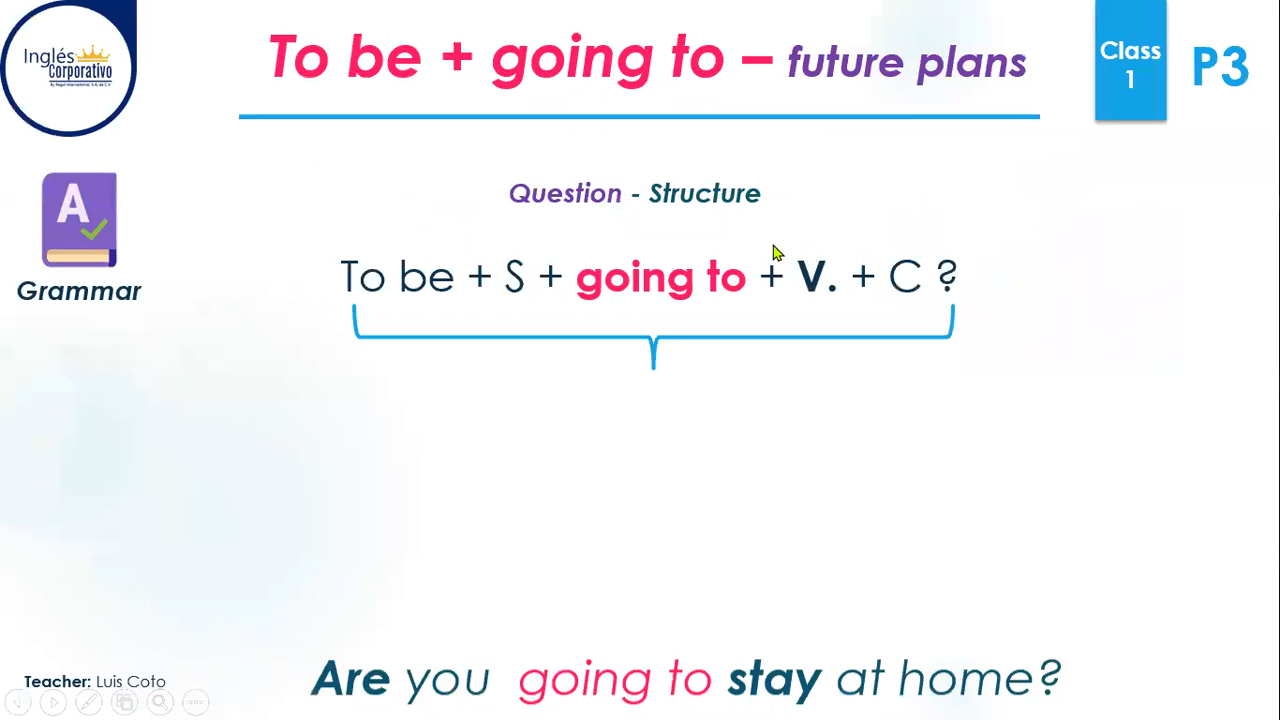 Inglés
Corporativo
To be + going to – future plans
Class
1
P3
A
Question - Structure
To be + S + going to + V. + C ?
Grammar
Teacher: Luis Coto
Are you going to stay at home?